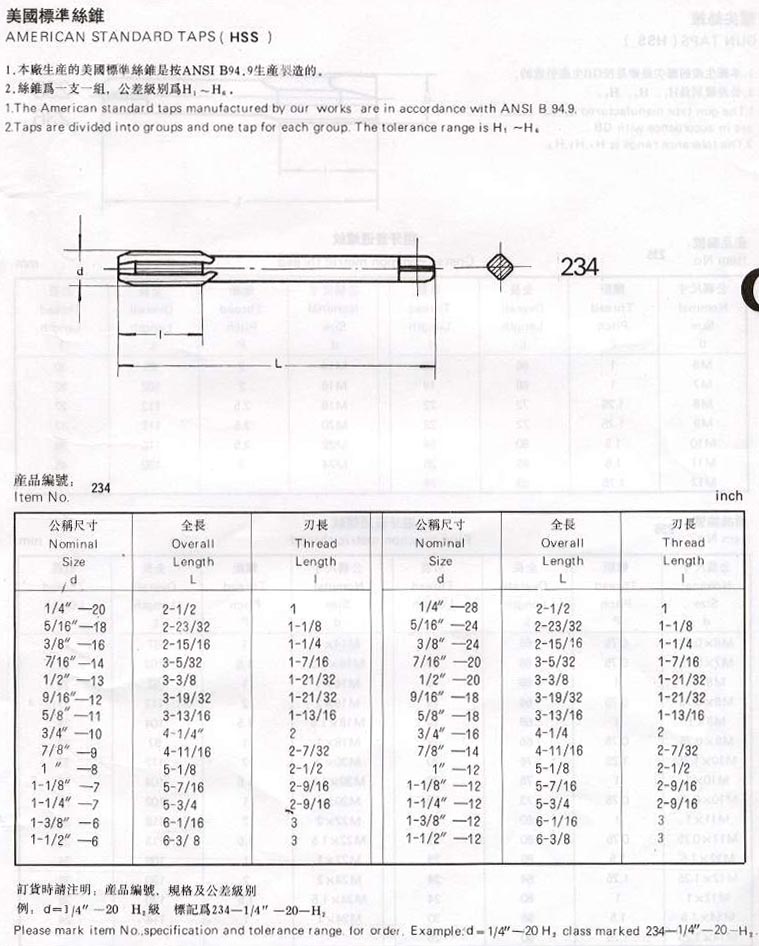 美國標準絲錐
AMERICAN STANDARD TAPS ( HSS )
1.本廠生産的美國標準絲錐是按ANSI B94.9生産製造的。
2.絲錐爲一支一組，公差級别爲H₁～H₆。
1.The American standard taps manufactured by our works are in accordance with ANSI B 94.9.
2.Taps are divided into groups and one tap for each group. The tolerance range is H₁ ~H₆
d
234
l
L
産品編號： 234
Item No.
inch
公稱尺寸 全長 刃長 公稱尺寸 全長 刃長
Nominal Overall Thread Nominal Overall Thread
Size Length Length Size Length Length
d L l d L l
1/4″—20 2-1/2 1 1/4″—28 2-1/2 1
5/16″—18 2-23/32 1-1/8 5/16″—24 2-23/32 1-1/8
3/8″—16 2-15/16 1-1/4 3/8″—24 2-15/16 1-1/4
7/16″—14 3-5/32 1-7/16 7/16″—20 3-5/32 1-7/16
1/2″—13 3-3/8 1-21/32 1/2″—20 3-3/8 1-21/32
9/16″—12 3-19/32 1-21/32 9/16″—18 3-19/32 1-21/32
5/8″—11 3-13/16 1-13/16 5/8″—18 3-13/16 1-13/16
3/4″—10 4-1/4″ 2 3/4″—16 4-1/4 2
7/8″—9 4-11/16 2-7/32 7/8″—14 4-11/16 2-7/32
1 ″—8 5-1/8 2-1/2 1″—12 5-1/8 2-1/2
1-1/8″—7 5-7/16 2-9/16 1-1/8″—12 5-7/16 2-9/16
1-1/4″—7 5-3/4 2-9/16 1-1/4″—12 5-3/4 2-9/16
1-3/8″—6 6-1/16 3 1-3/8″—12 6-1/16 3
1-1/2″—6 6-3/8 3 1-1/2″—12 6-3/8 3
訂貨時請注明：産品編號、規格及公差級别
例：d=1/4″—20 H₂級 標記爲234—1/4″—20—H₂
Please mark item No.,specification and tolerance range. for order. Example:d = 1/4″—20 H₂ class marked 234—1/4″—20—H₂.